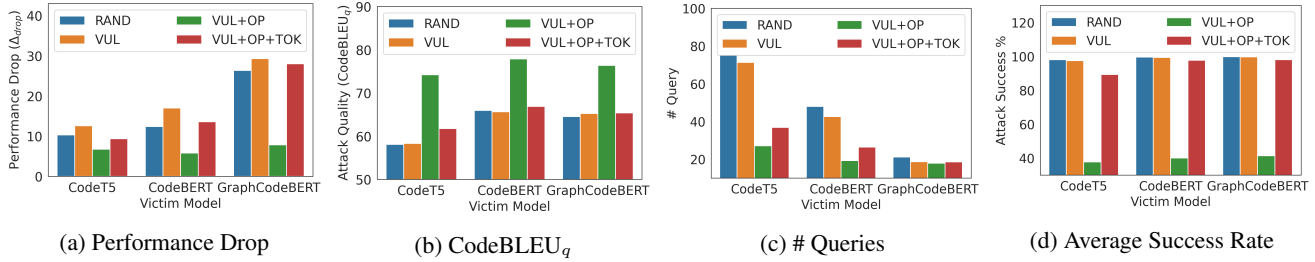 Performance Drop (Δdrop)
40
30
20
10
0
RAND
VUL
VUL+OP
VUL+OP+TOK
CodeT5
CodeBERT
GraphCodeBERT
Victim Model
(a) Performance Drop
Attack Quality (CodeBLEUq)
90
85
80
75
70
65
60
55
50
RAND
VUL
VUL+OP
VUL+OP+TOK
CodeT5
CodeBERT
GraphCodeBERT
Victim Model
(b) CodeBLEUq
# Query
100
80
60
40
20
RAND
VUL
VUL+OP
VUL+OP+TOK
CodeT5
CodeBERT
GraphCodeBERT
Victim Model
(c) # Queries
Attack Success %
120
100
80
60
40
RAND
VUL
VUL+OP
VUL+OP+TOK
CodeT5
CodeBERT
GraphCodeBERT
Victim Model
(d) Average Success Rate